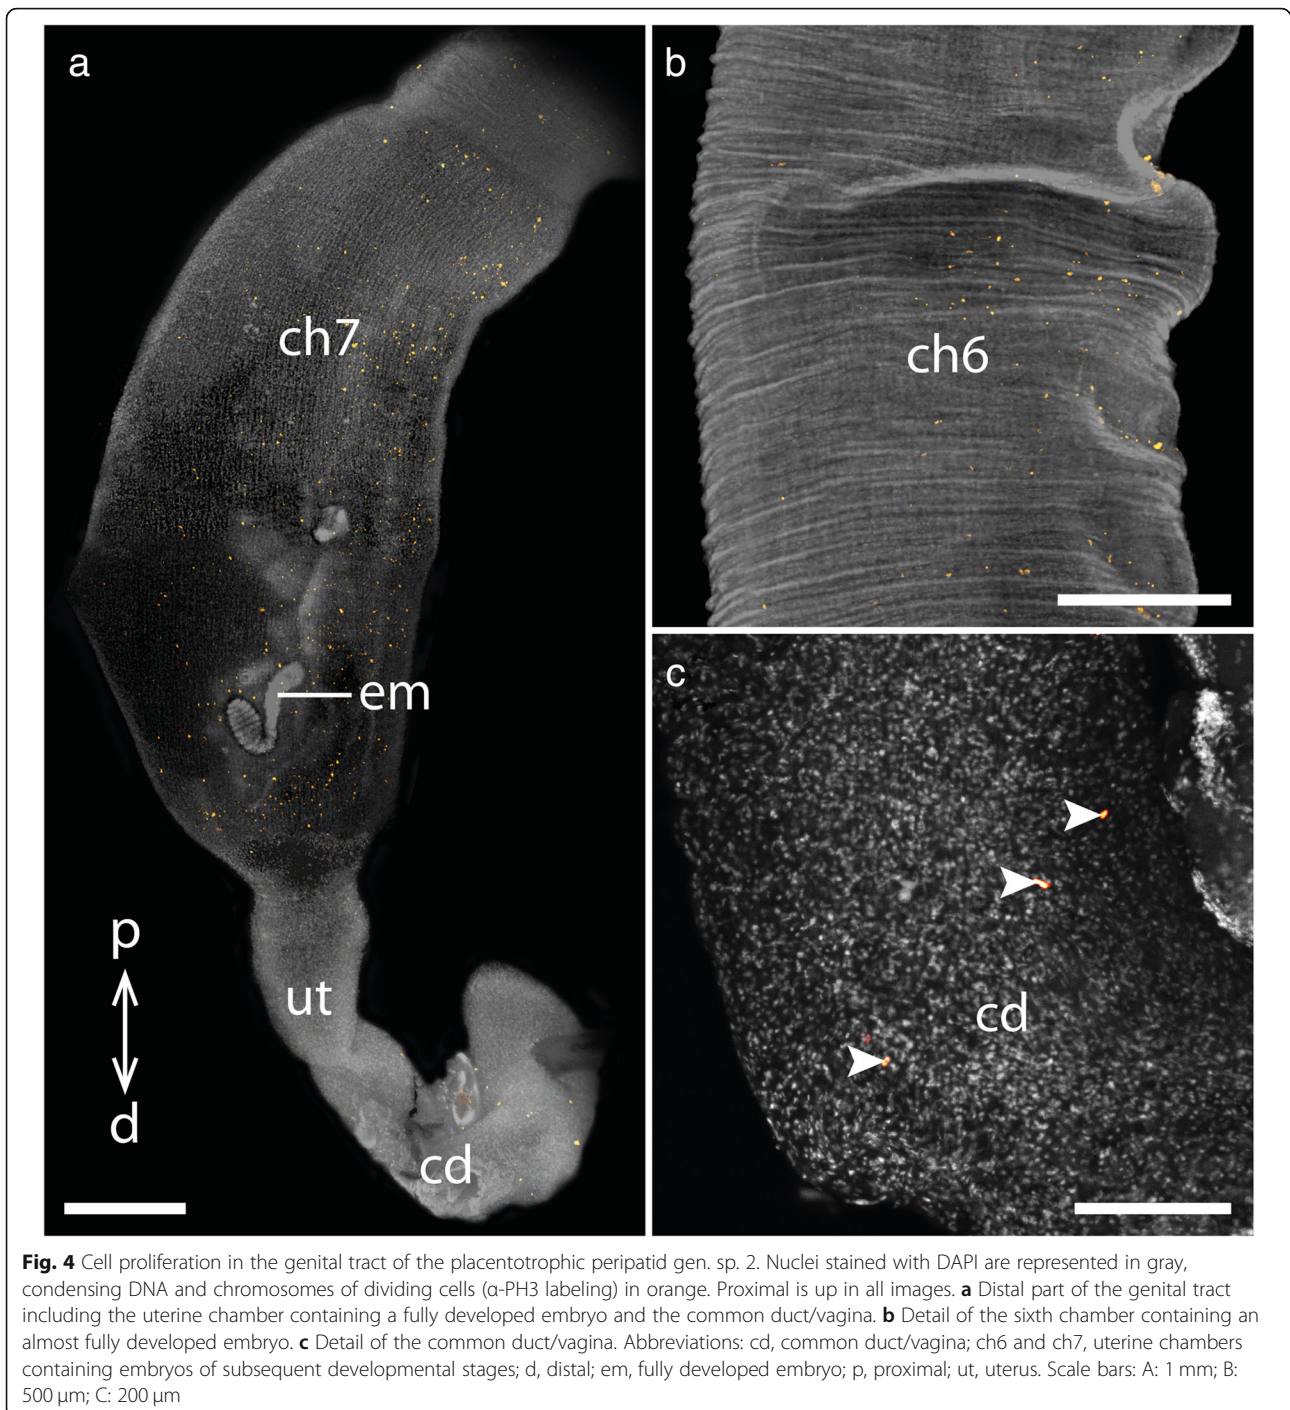 a
ch7
em
p
d
ut
cd
b
ch6
c
cd
Fig. 4 Cell proliferation in the genital tract of the placentotrophic peripatid gen. sp. 2. Nuclei stained with DAPI are represented in gray,
condensing DNA and chromosomes of dividing cells (α-PH3 labeling) in orange. Proximal is up in all images. a Distal part of the genital tract
including the uterine chamber containing a fully developed embryo and the common duct/vagina. b Detail of the sixth chamber containing an
almost fully developed embryo. c Detail of the common duct/vagina. Abbreviations: cd, common duct/vagina; ch6 and ch7, uterine chambers
containing embryos of subsequent developmental stages; d, distal; em, fully developed embryo; p, proximal; ut, uterus. Scale bars: A: 1 mm; B:
500 μm; C: 200 μm